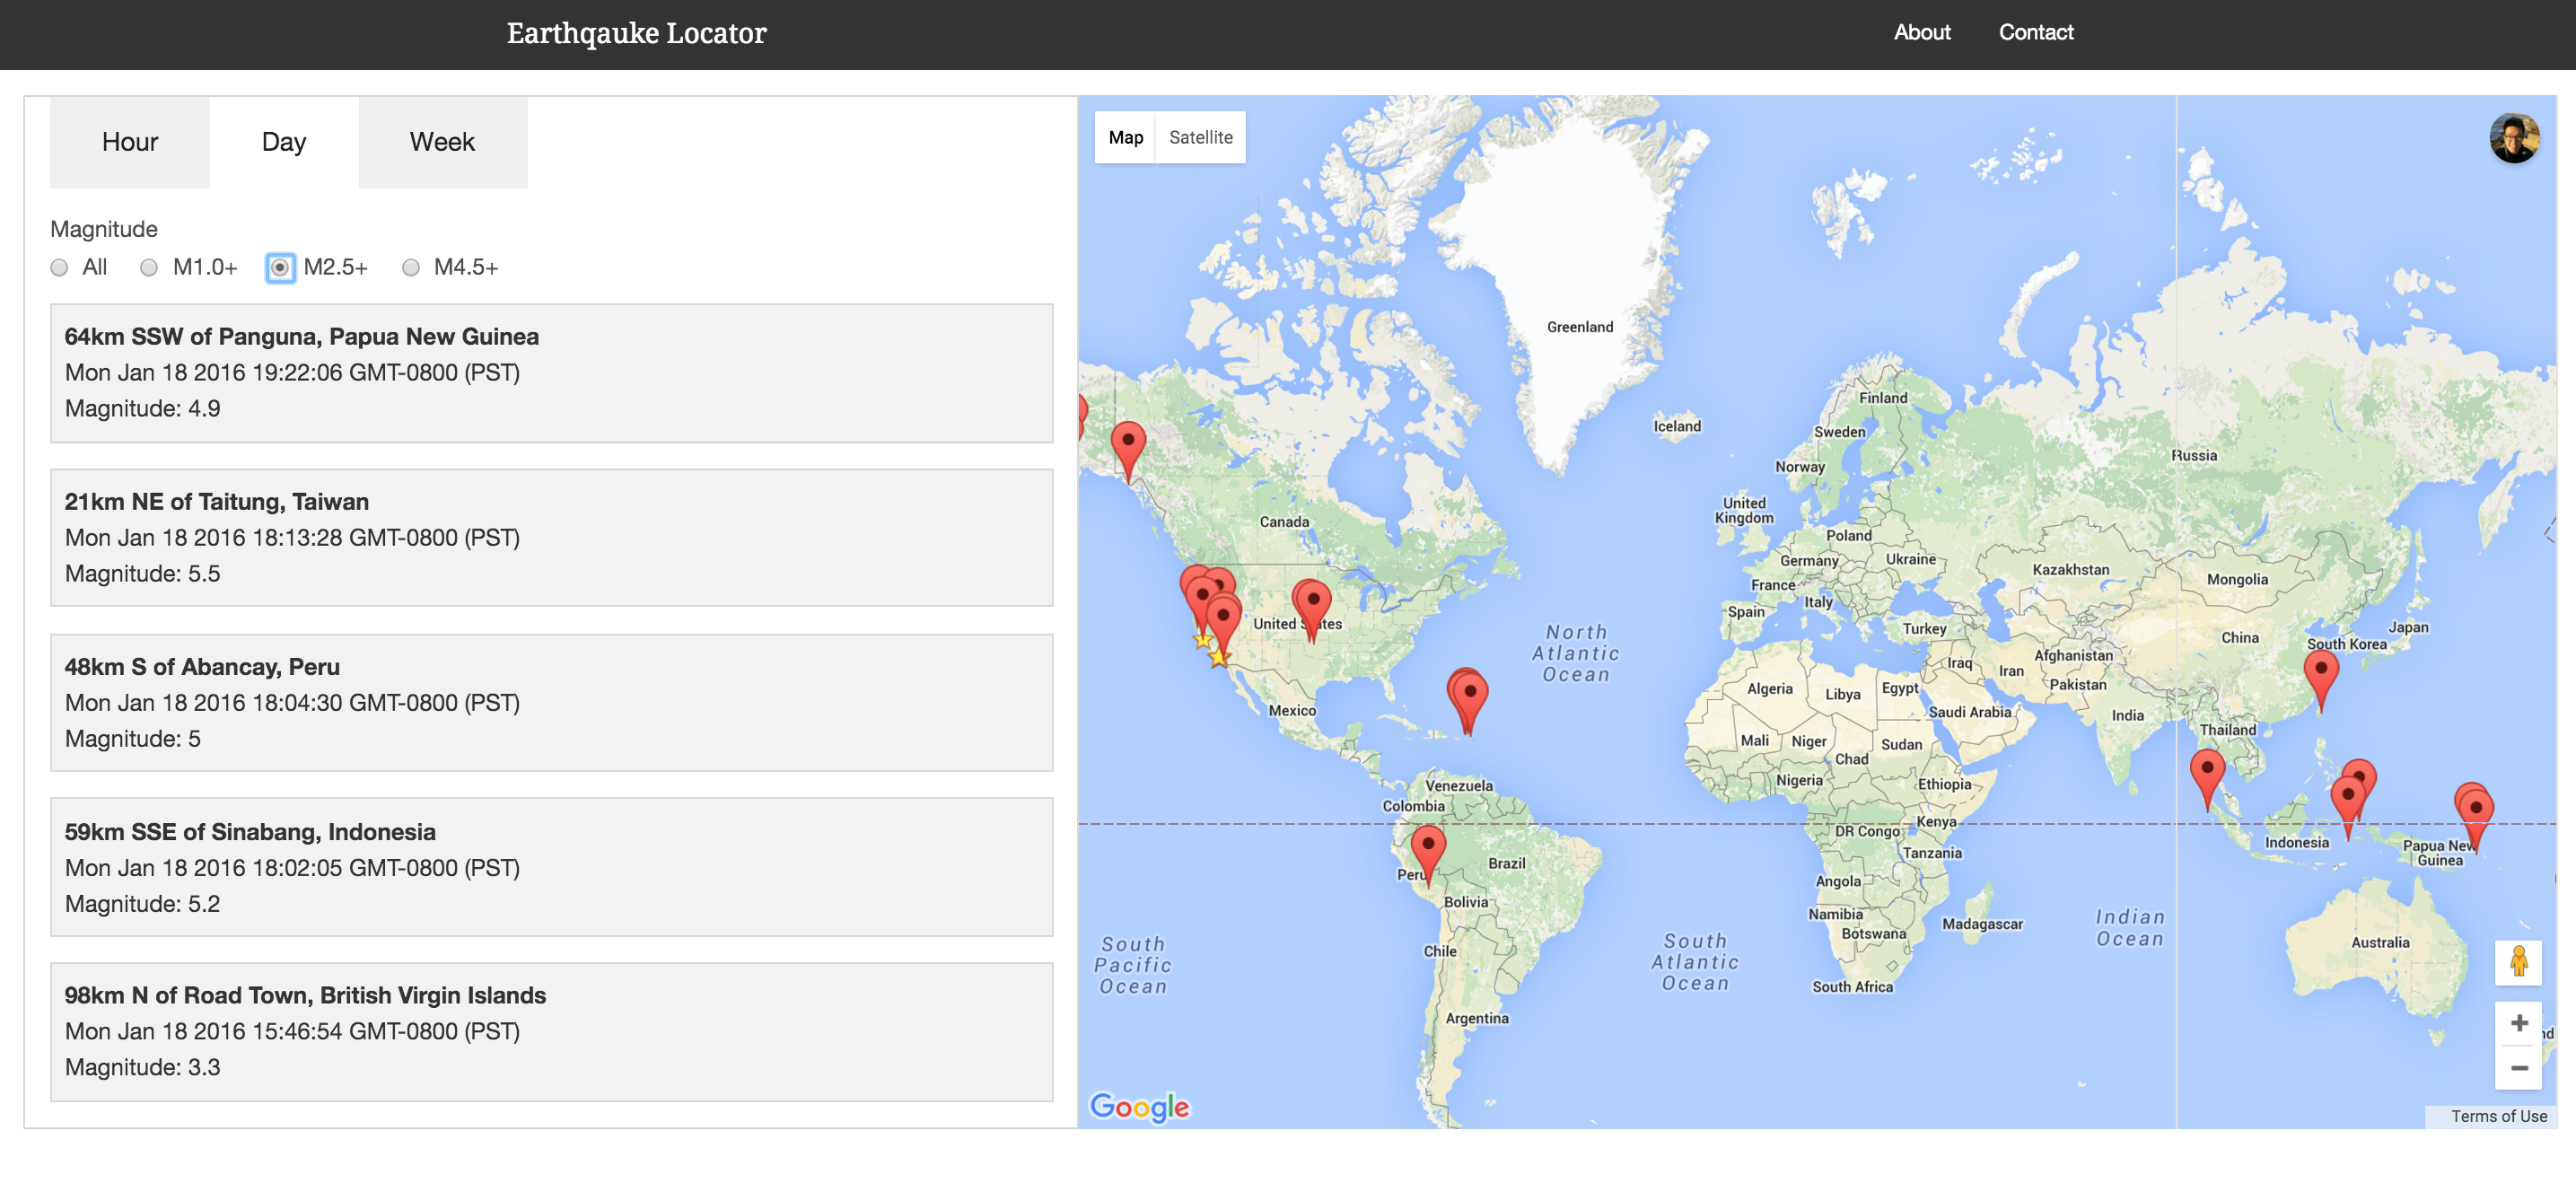 Earthqauke Locator
About
Contact
Hour
Day
Week
Magnitude
All
M1.0+
M2.5+
M4.5+
64km SSW of Panguna, Papua New Guinea
Mon Jan 18 2016 19:22:06 GMT-0800 (PST)
Magnitude: 4.9
21km NE of Taitung, Taiwan
Mon Jan 18 2016 18:13:28 GMT-0800 (PST)
Magnitude: 5.5
48km S of Abancay, Peru
Mon Jan 18 2016 18:04:30 GMT-0800 (PST)
Magnitude: 5
59km SSE of Sinabang, Indonesia
Mon Jan 18 2016 18:02:05 GMT-0800 (PST)
Magnitude: 5.2
98km N of Road Town, British Virgin Islands
Mon Jan 18 2016 15:46:54 GMT-0800 (PST)
Magnitude: 3.3
Map
Satellite
Greenland
Iceland
Finland
Sweden
Norway
Russia
United
Kingdom
Poland
Germany
Ukraine
France
Italy
Spain
Turkey
Kazakhstan
Mongolia
China
South Korea
Japan
Canada
United States
Mexico
North
Atlantic
Ocean
Algeria
Libya
Egypt
Iraq
Iran
Afghanistan
Pakistan
Saudi Arabia
India
Thailand
Mali
Niger
Chad
Sudan
Nigeria
Ethiopia
Venezuela
Colombia
DR Congo
Kenya
Tanzania
Indonesia
Papua New
Guinea
Peru
Brazil
Bolivia
Angola
Namibia
Botswana
Madagascar
South Africa
Chile
Argentina
South
Pacific
Ocean
South
Atlantic
Ocean
Indian
Ocean
Australia
Google
Terms of Use